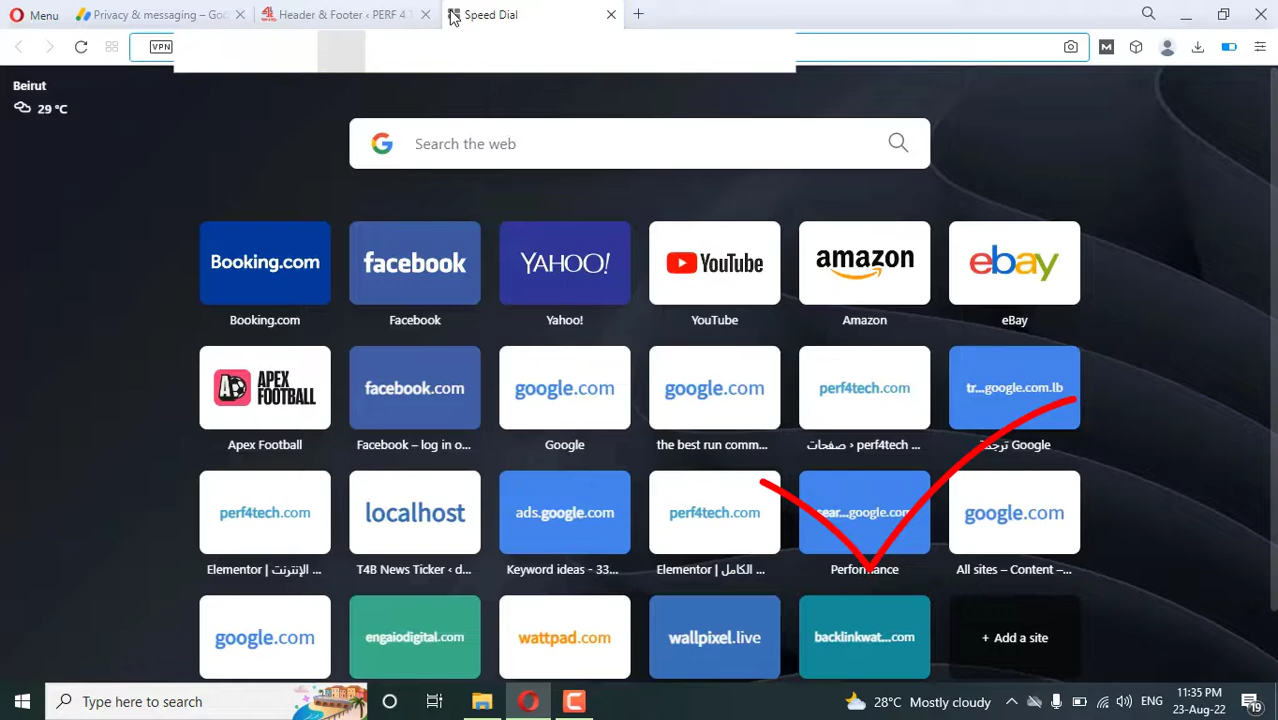 Menu
Privacy & messaging – Goo
Header & Footer ‹ PERF 4 T
Speed Dial
VPN
M
Beirut
29 °C
Search the web
Booking.com
facebook
YAHOO!
YouTube
amazon
ebay
Booking.com
Facebook
Yahoo!
YouTube
Amazon
eBay
APEX
FOOTBALL
facebook.com
google.com
google.com
perf4tech.com
tr...google.com.lb
Apex Football
Facebook – log in o...
Google
the best run comm...
صفحات ‹ perf4tech ...
ترجمة Google
perf4tech.com
localhost
ads.google.com
perf4tech.com
sear...google.com
google.com
Elementor | الإنترنت ...
T4B News Ticker ‹ d...
Keyword ideas - 33...
Elementor | الكامل ...
Performance
All sites – Content –...
google.com
engaiodigital.com
wattpad.com
wallpixel.live
backlinkwat...com
+ Add a site
Type here to search
28°C Mostly cloudy
ENG
11:35 PM
23-Aug-22
19